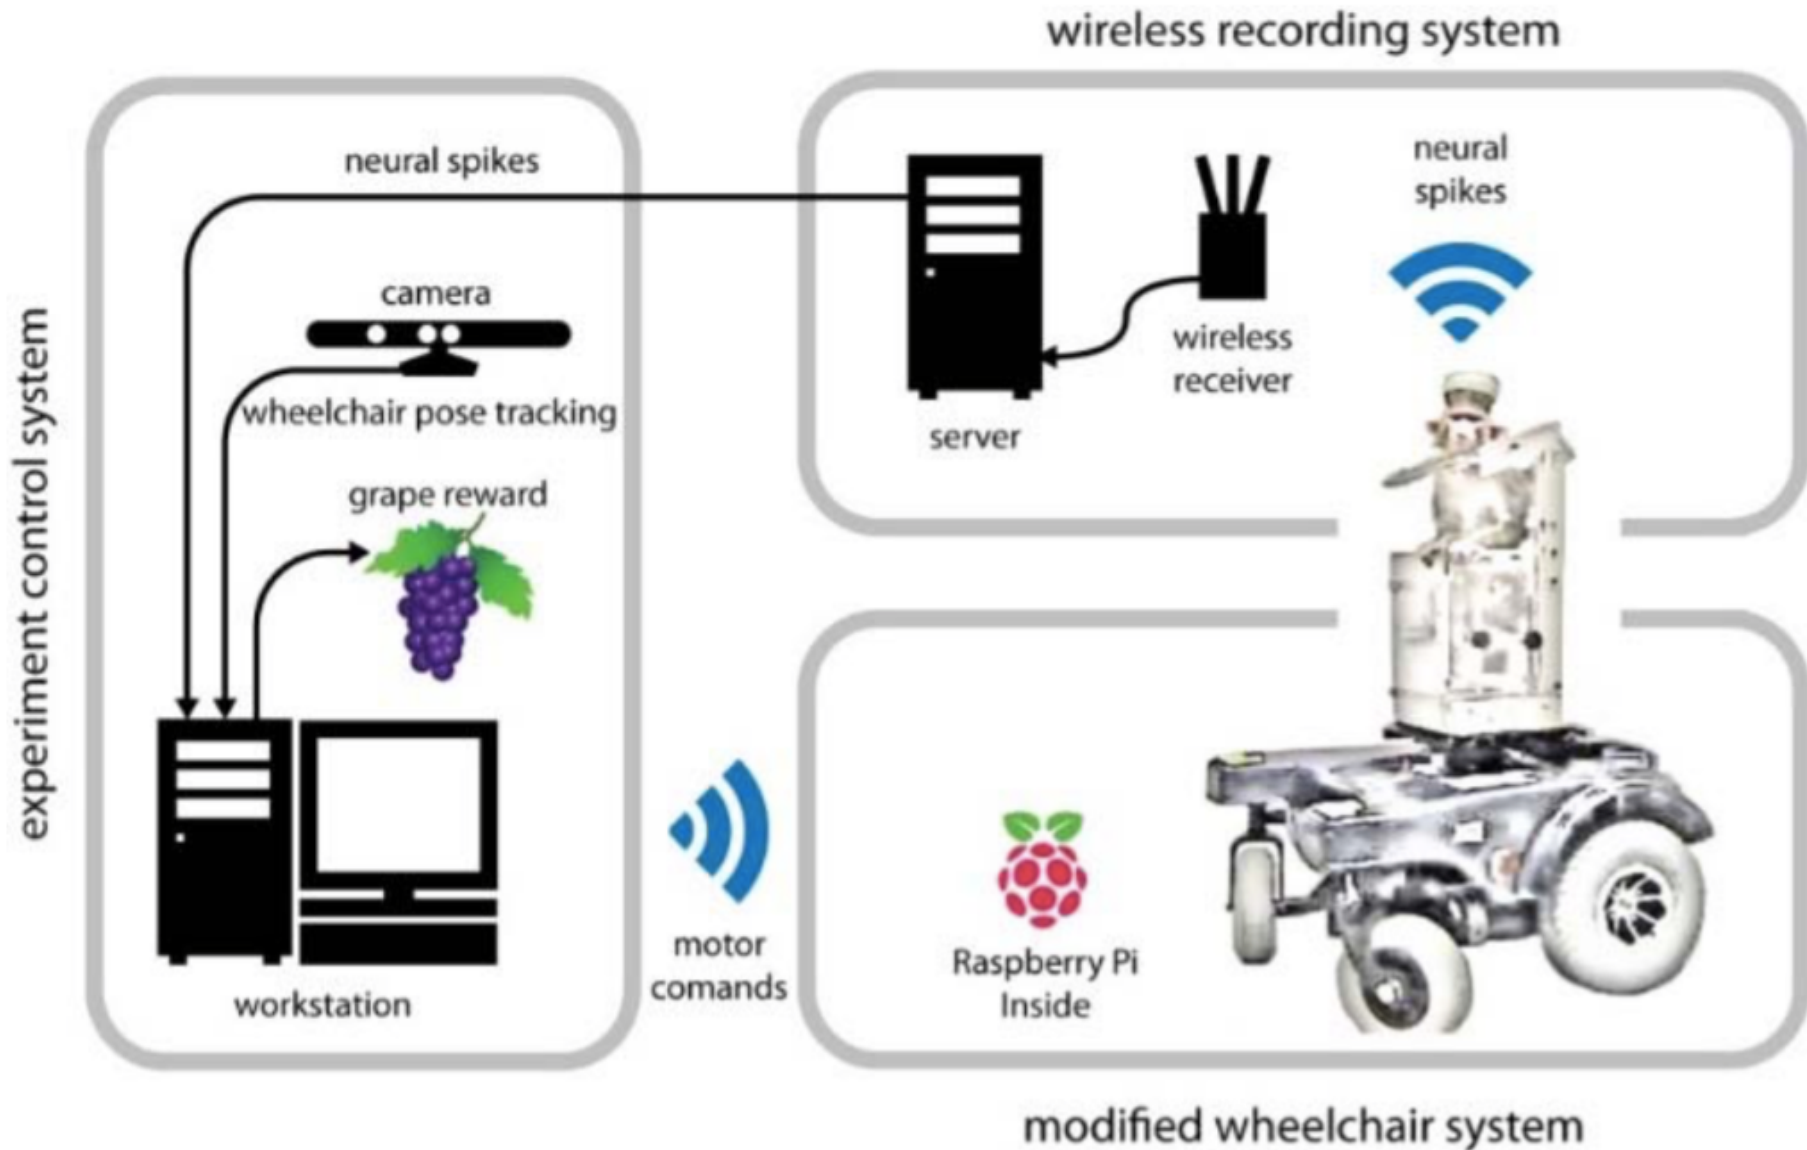 wireless recording system
neural spikes
neural
spikes
camera
wheelchair pose tracking
wireless
receiver
server
grape reward
experiment control system
motor
comands
Raspberry Pi
Inside
workstation
modified wheelchair system